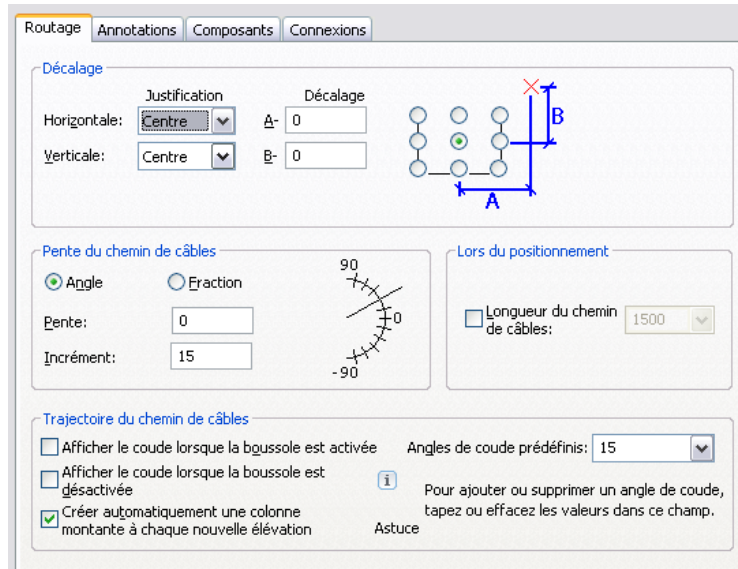 Routage Annotations Composants Connexions
Décalage
Justification Décalage
Horizontale: Centre A- 0
Verticale: Centre B- 0
B
A
Pente du chemin de câbles
Angle Fraction
Pente: 0
Incrément: 15
90
0
-90
Lors du positionnement
Longueur du chemin
de câbles:
1500
Trajectoire du chemin de câbles
Afficher le coude lorsque la boussole est activée
Afficher le coude lorsque la boussole est
désactivée
Créer automatiquement une colonne
montante à chaque nouvelle élévation
Angles de coude prédéfinis: 15
i
Astuce
Pour ajouter ou supprimer un angle de coude,
tapez ou effacez les valeurs dans ce champ.